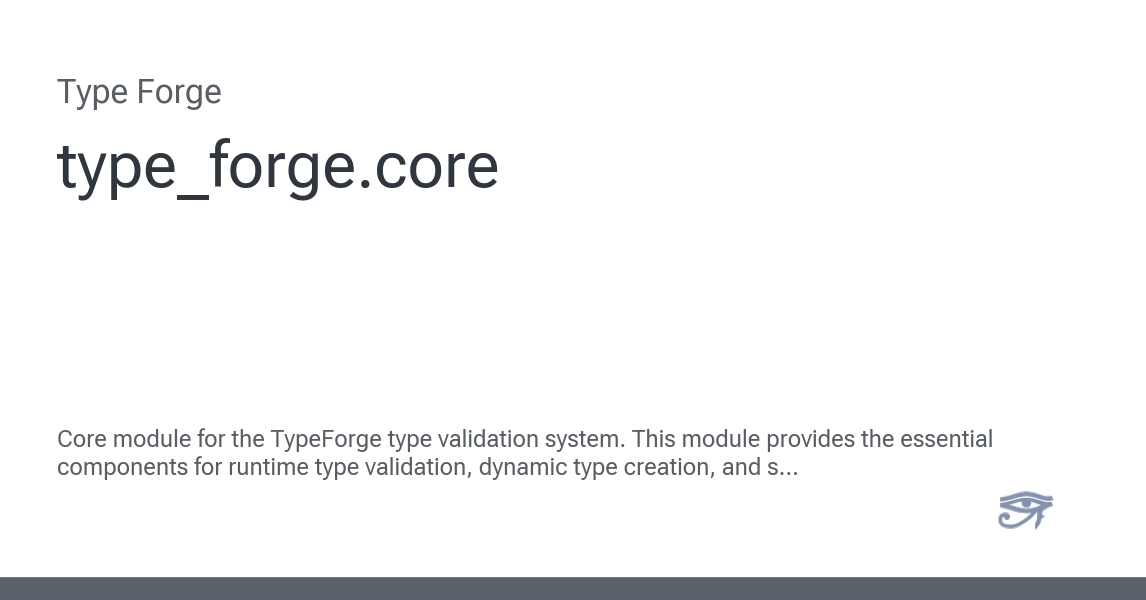 Type Forge
type_forge.core
Core module for the TypeForge type validation system. This module provides the essential
components for runtime type validation, dynamic type creation, and s...